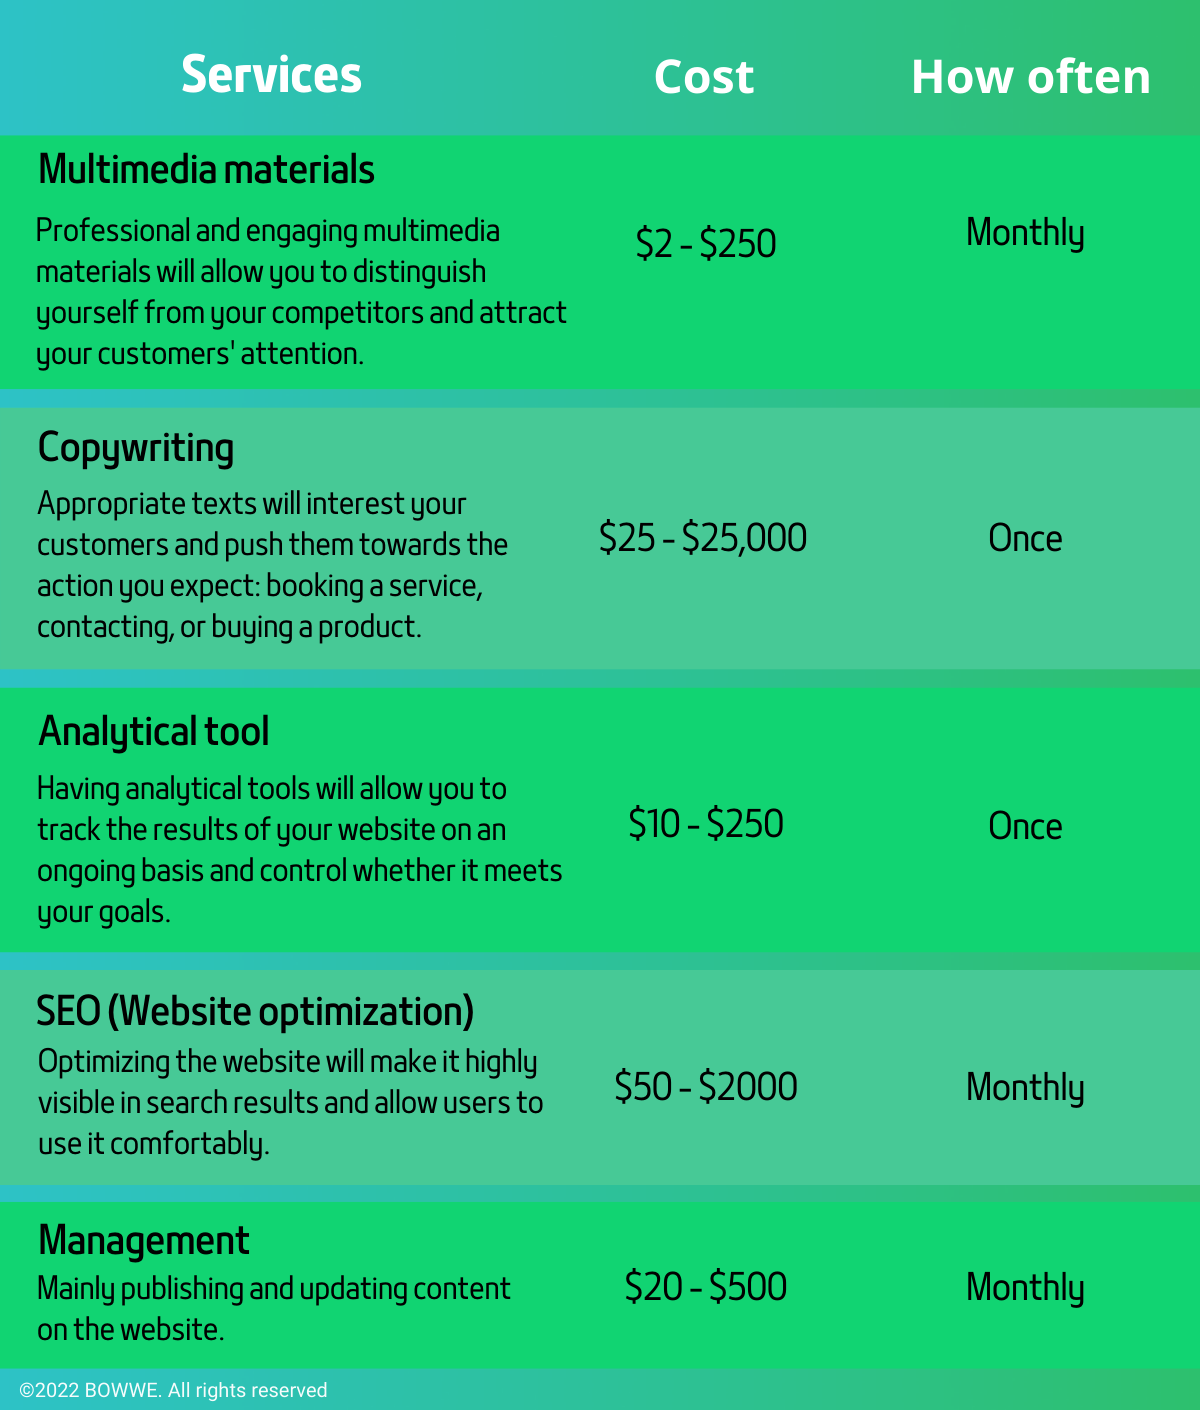 Services Cost How often
Multimedia materials
Professional and engaging multimedia
materials will allow you to distinguish
yourself from your competitors and attract
your customers' attention.
$2 - $250
Monthly
Copywriting
Appropriate texts will interest your
customers and push them towards the
action you expect: booking a service,
contacting, or buying a product.
$25 - $25,000
Once
Analytical tool
Having analytical tools will allow you to
track the results of your website on an
ongoing basis and control whether it meets
your goals.
$10 - $250
Once
SEO (Website optimization)
Optimizing the website will make it highly
visible in search results and allow users to
use it comfortably.
$50 - $2000
Monthly
Management
Mainly publishing and updating content
on the website.
$20 - $500
Monthly
©2022 BOWWE. All rights reserved